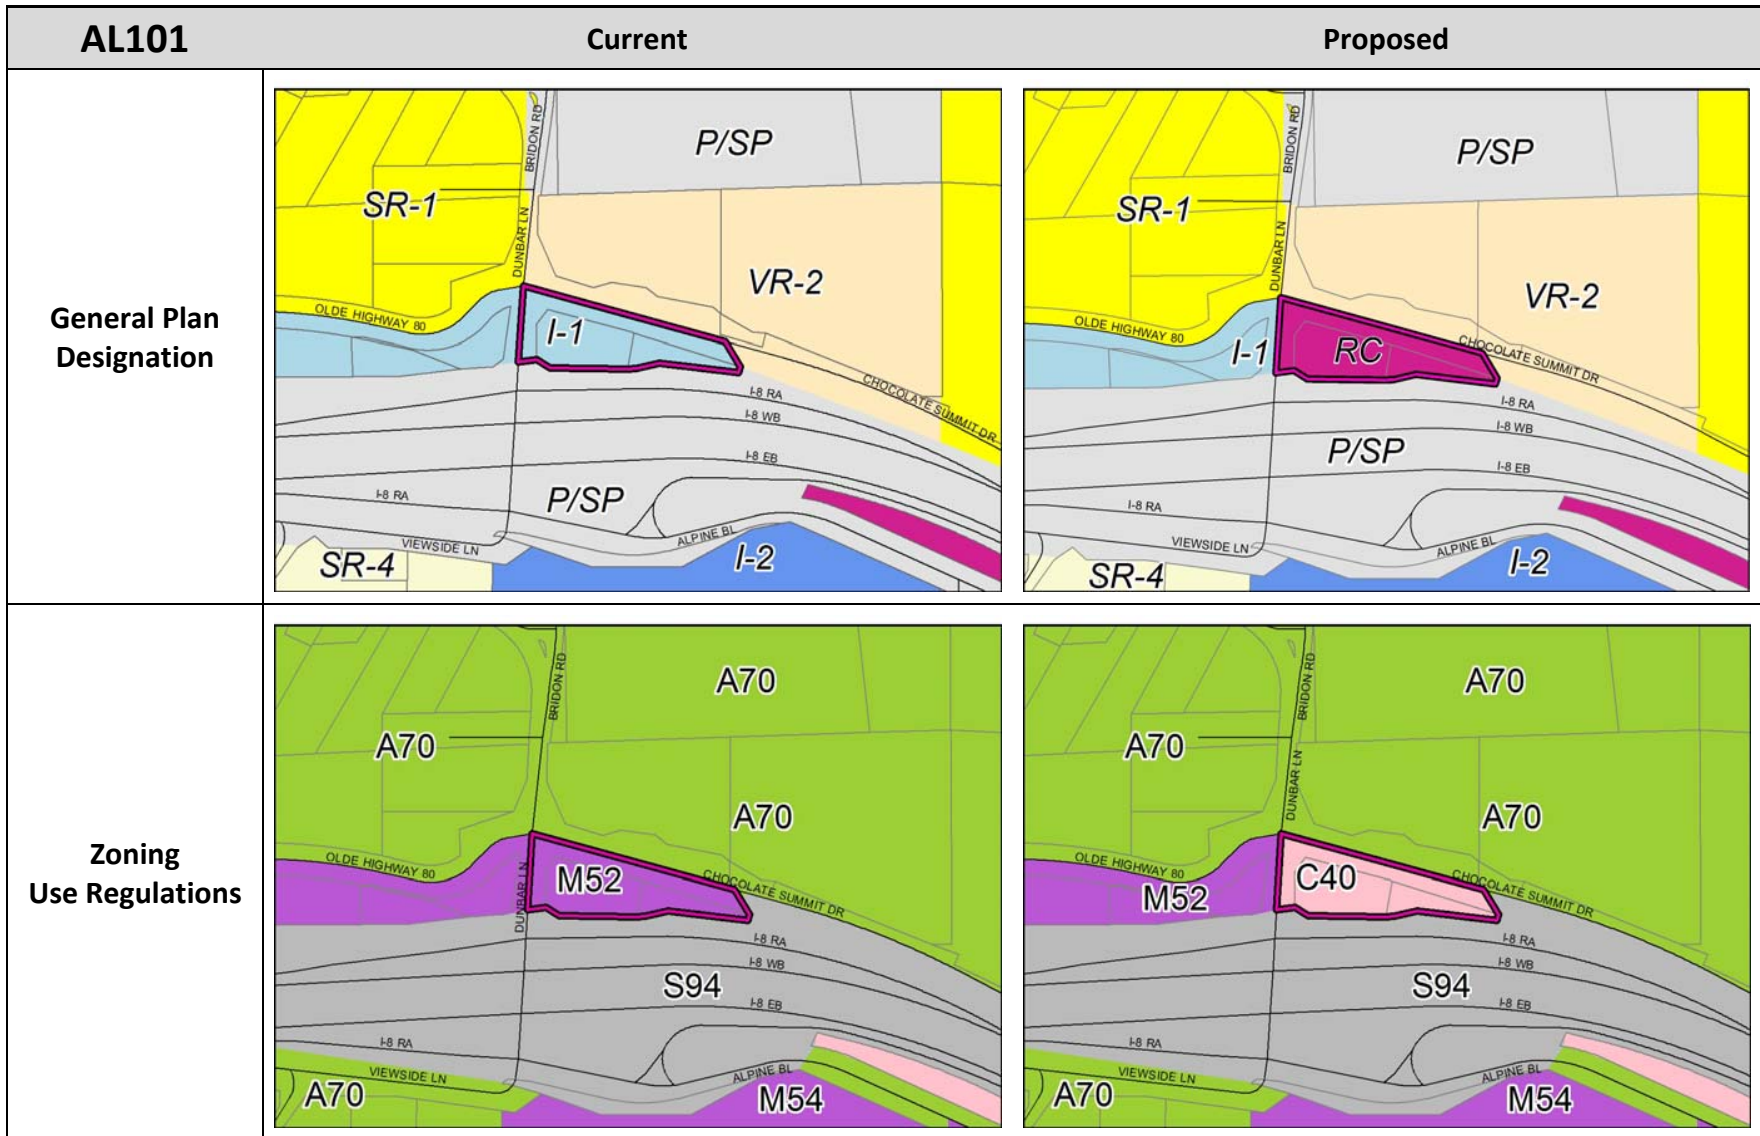 AL101
Current
Proposed
General Plan
Designation
P/SP
BRIDON RD
SR-1
DUNBAR LN
VR-2
OLDE HIGHWAY 80
I-1
CHOCOLATE SUMMIT DR
I-8 RA
I-8 WB
I-8 EB
I-8 RA
P/SP
ALPINE BL
VIEWSIDE LN
I-2
SR-4
P/SP
BRIDON RD
SR-1
DUNBAR LN
VR-2
OLDE HIGHWAY 80
I-1
RC
CHOCOLATE SUMMIT DR
I-8 RA
I-8 WB
P/SP
I-8 EB
I-8 RA
VIEWSIDE LN
ALPINE BL
I-2
SR-4
Zoning
Use Regulations
A70
BRIDON RD
A70
A70
OLDE HIGHWAY 80
DUNBAR LN
M52
CHOCOLATE SUMMIT DR
I-8 RA
I-8 WB
S94
I-8 EB
I-8 RA
VIEWSIDE LN
ALPINE BL
A70
M54
A70
BRIDON RD
A70
DUNBAR LN
A70
OLDE HIGHWAY 80
C40
M52
CHOCOLATE SUMMIT DR
I-8 RA
I-8 WB
S94
I-8 EB
I-8 RA
VIEWSIDE LN
ALPINE BL
A70
M54